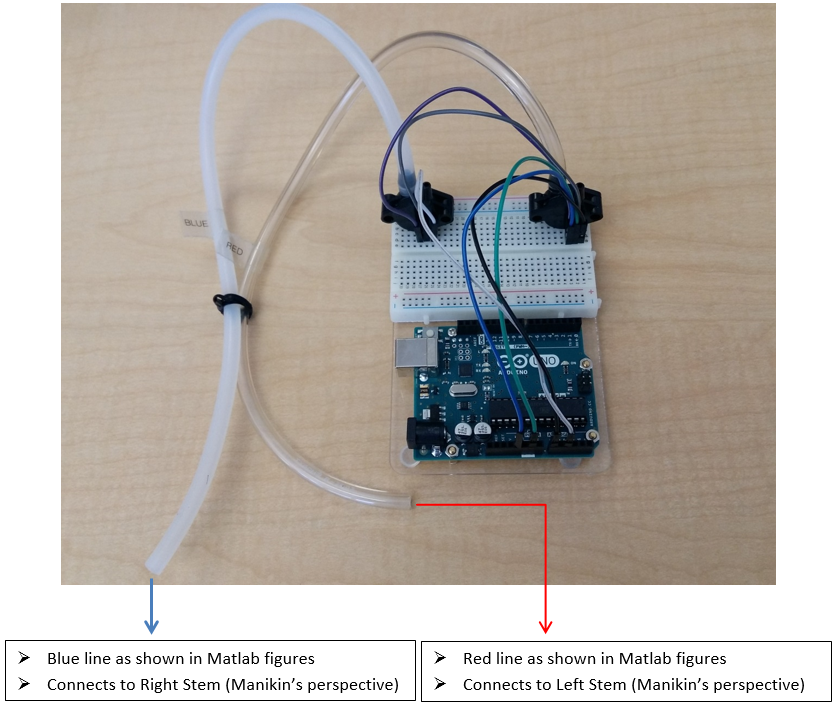 BLUE
RED
UNO
ARDUINO
➢ Blue line as shown in Matlab figures
➢ Connects to Right Stem (Manikin’s perspective)
➢ Red line as shown in Matlab figures
➢ Connects to Left Stem (Manikin’s perspective)